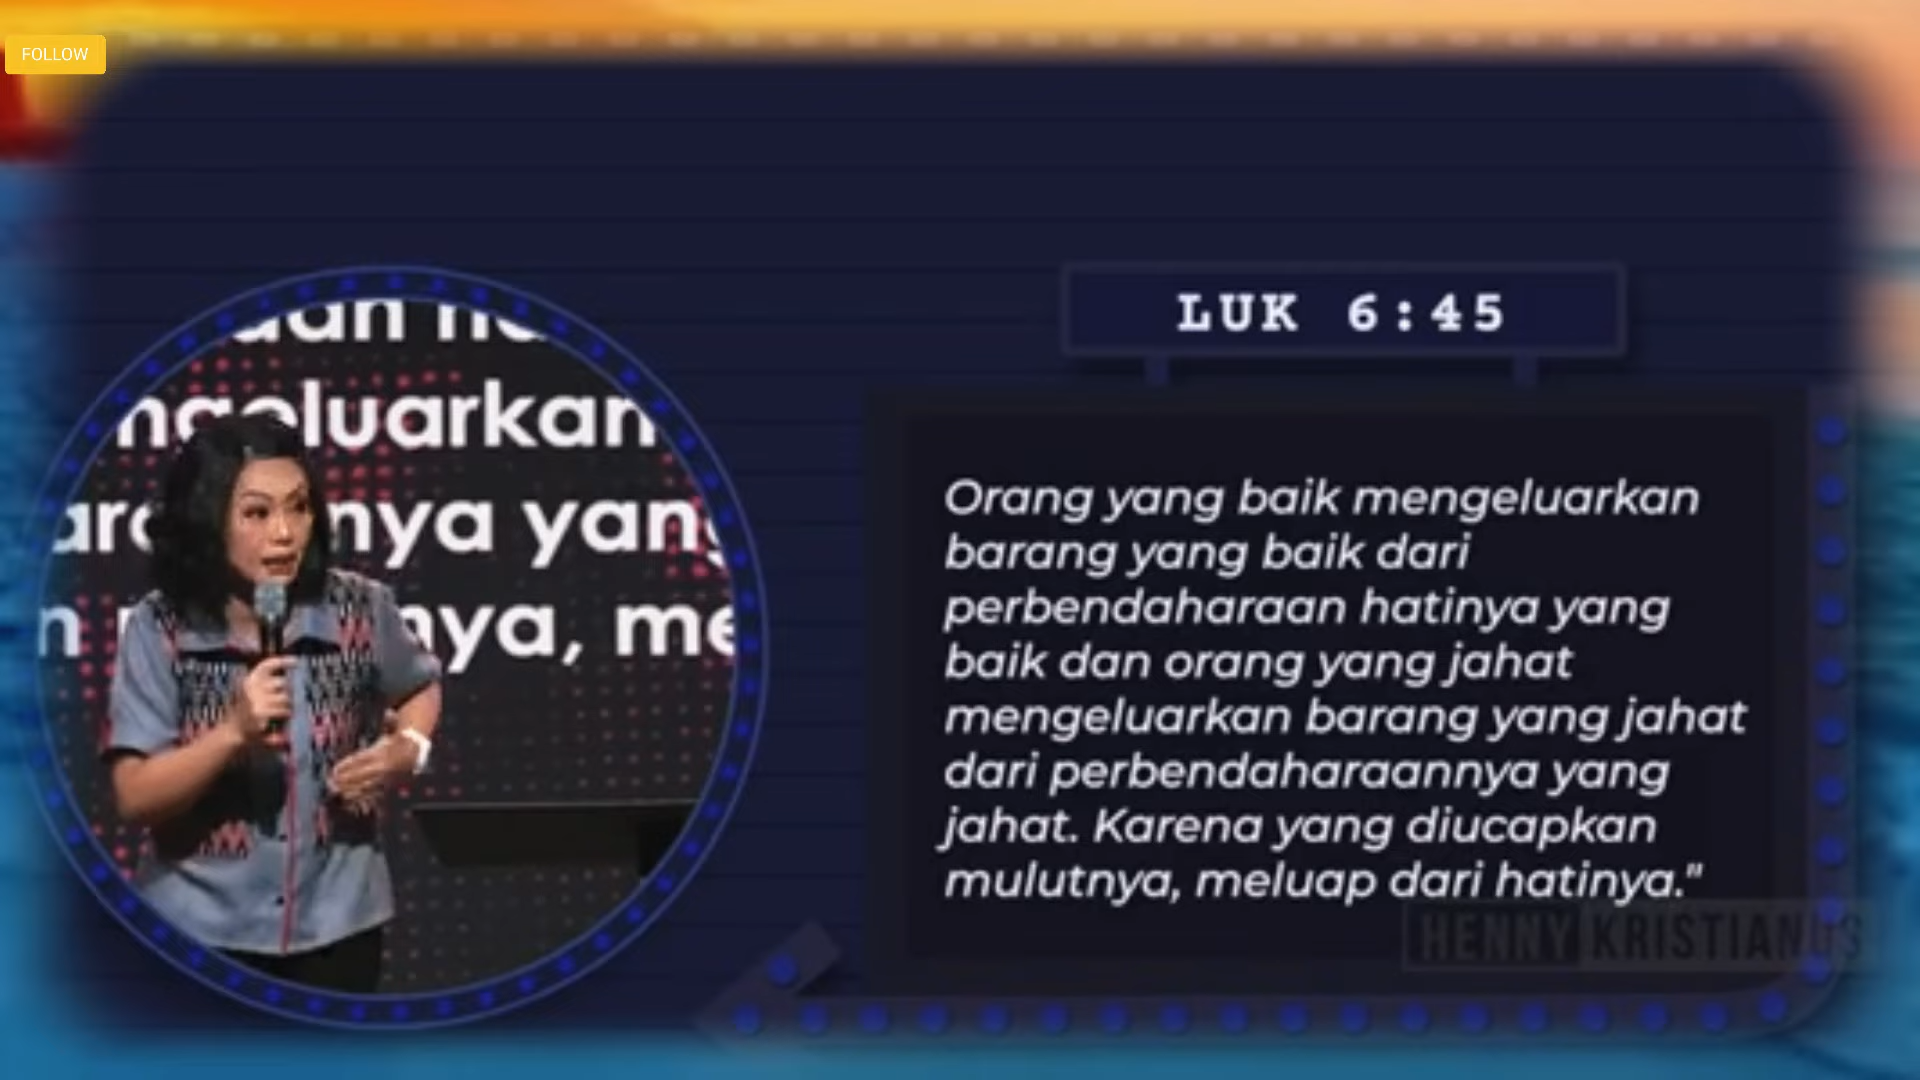 FOLLOW
LUK 6:45
Orang yang baik mengeluarkan
barang yang baik dari
perbendaharaan hatinya yang
baik dan orang yang jahat
mengeluarkan barang yang jahat
dari perbendaharaannya yang
jahat. Karena yang diucapkan
mulutnya, meluap dari hatinya."
ngeluarkan
nya yang
nya, me
HENNY KRISTIANUS